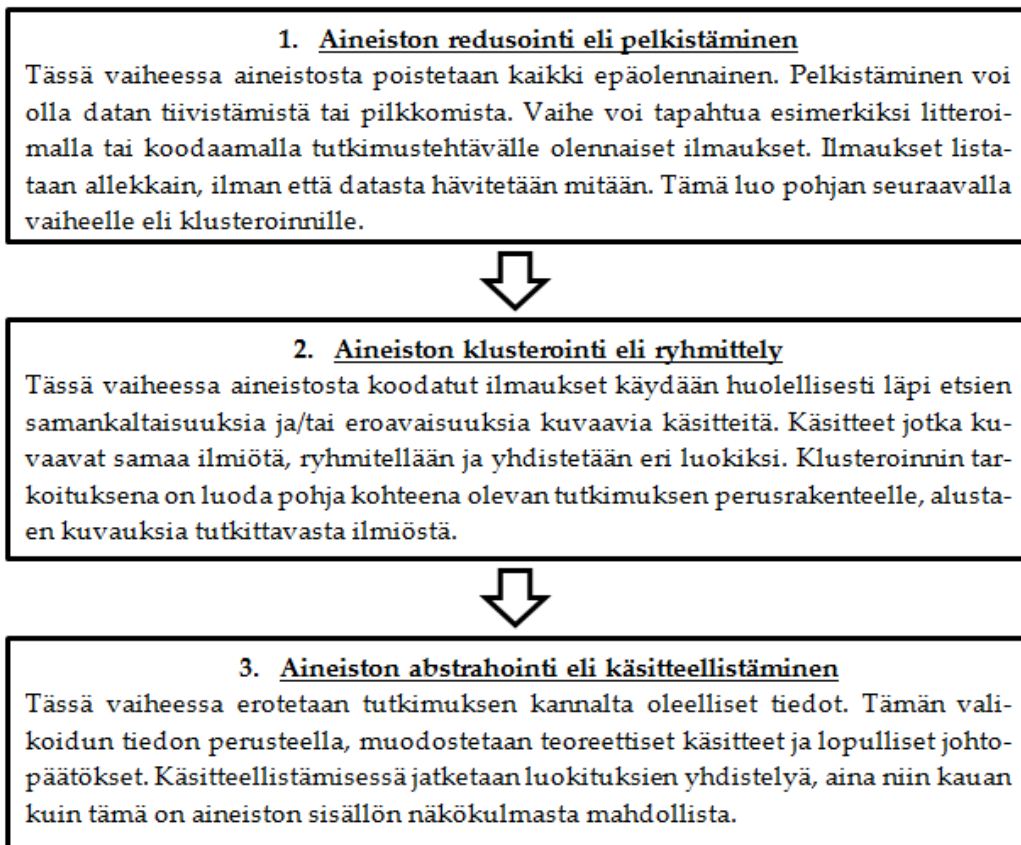 1. Aineiston redusointi eli pelkistäminen
Tässä vaiheessa aineistosta poistetaan kaikki epäolennainen. Pelkistäminen voi
olla datan tiivistämistä tai pilkkomista. Vaihe voi tapahtua esimerkiksi litteroi-
malla tai koodaamalla tutkimustehtävälle olennaiset ilmaukset. Ilmaukset lista-
taan allekkain, ilman että datasta hävitetään mitään. Tämä luo pohjan seuraavalla
vaiheelle eli klusteroinnille.
2. Aineiston klusterointi eli ryhmittely
Tässä vaiheessa aineistosta koodatut ilmaukset käydään huolellisesti läpi etsien
samankaltaisuuksia ja/tai eroavaisuuksia kuvaavia käsitteitä. Käsitteet jotka ku-
vaavat samaa ilmiötä, ryhmitellään ja yhdistetään eri luokiksi. Klusteroinnin tar-
koituksena on luoda pohja kohteena olevan tutkimuksen perusrakenteelle, alusta-
en kuvauksia tutkittavasta ilmiöstä.
3. Aineiston abstrahointi eli käsitteellistäminen
Tässä vaiheessa erotetaan tutkimuksen kannalta oleelliset tiedot. Tämän vali-
koidun tiedon perusteella, muodostetaan teoreettiset käsitteet ja lopulliset johto-
päätökset. Käsitteellistämisessä jatketaan luokituksien yhdistelyä, aina niin kauan
kuin tämä on aineiston sisällön näkökulmasta mahdollista.